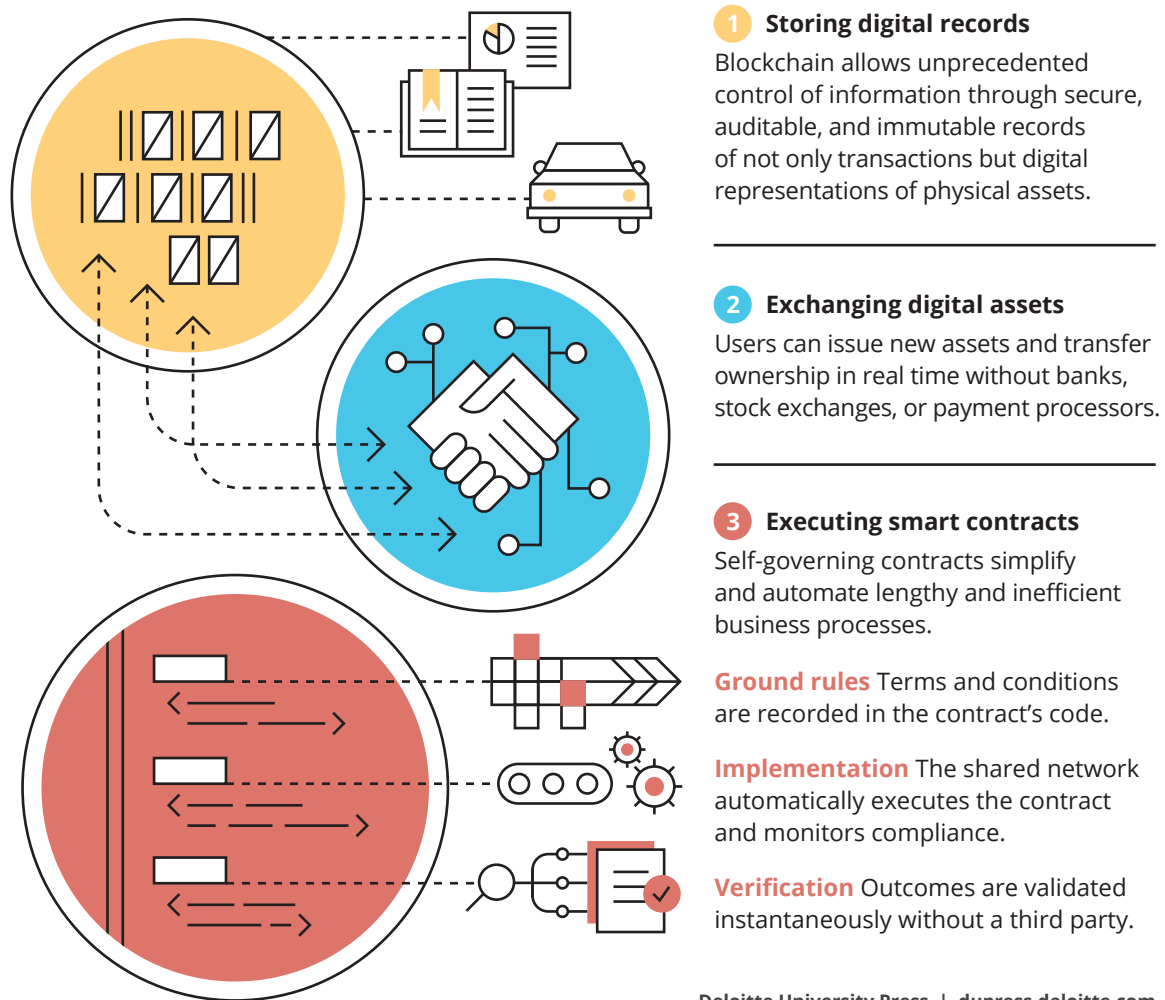 1 Storing digital records
Blockchain allows unprecedented
control of information through secure,
auditable, and immutable records
of not only transactions but digital
representations of physical assets.
2 Exchanging digital assets
Users can issue new assets and transfer
ownership in real time without banks,
stock exchanges, or payment processors.
3 Executing smart contracts
Self-governing contracts simplify
and automate lengthy and inefficient
business processes.
Ground rules Terms and conditions
are recorded in the contract’s code.
Implementation The shared network
automatically executes the contract
and monitors compliance.
Verification Outcomes are validated
instantaneously without a third party.
Deloitte University Press | dupress.deloitte.com